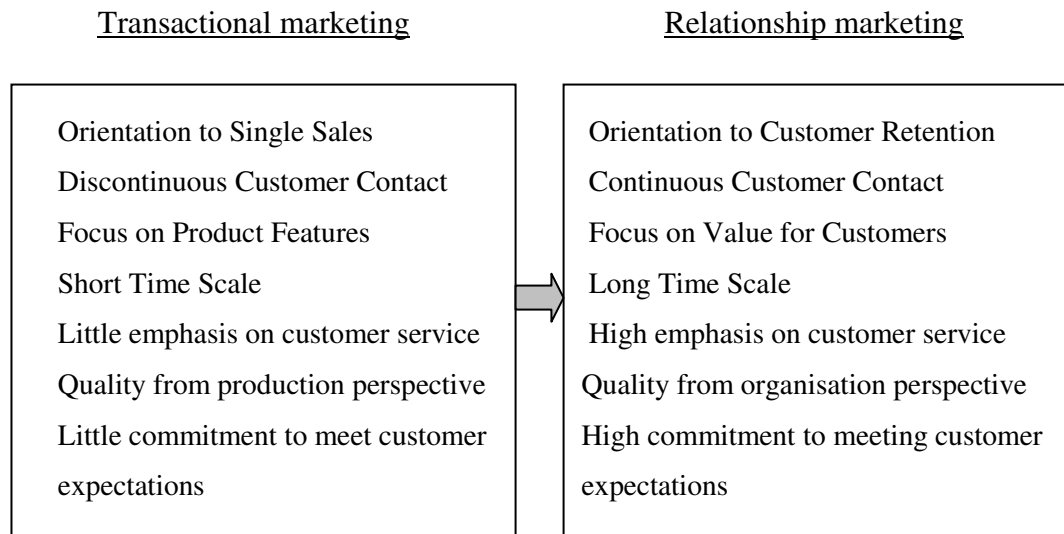 Transactional marketing
Relationship marketing
Orientation to Single Sales
Discontinuous Customer Contact
Focus on Product Features
Short Time Scale
Little emphasis on customer service
Quality from production perspective
Little commitment to meet customer
expectations
Orientation to Customer Retention
Continuous Customer Contact
Focus on Value for Customers
Long Time Scale
High emphasis on customer service
Quality from organisation perspective
High commitment to meeting customer
expectations